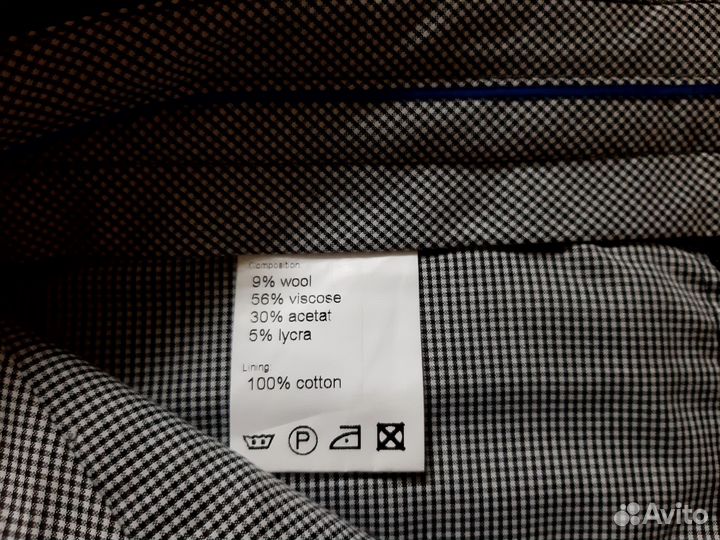 Composition
9% wool
56% viscose
30% acetat
5% lycra
Lining
100% cotton
P
Avito